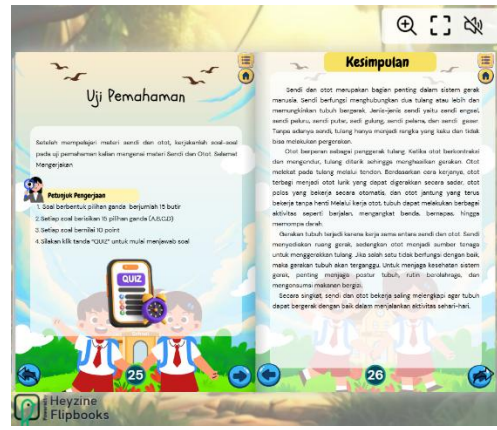 Uji Pemahaman
Setelah mempelajari materi sendi dan otot, kerjakanlah soal-soal
pada uji pemahaman kalian mengenai materi Sendi dan Otot. Selamat
Mengerjakan
Petunjuk Pengerjaan
1. Soal berbentuk pilihan ganda berjumlah 15 butir
2. Setiap soal berisikan 15 pilihan ganda (A,B,C,D)
3. Setiap soal bernilai 10 point
4. Silakan klik tanda "QUIZ" untuk mulai menjawab soal
QUIZ
25
Kesimpulan
Sendi dan otot merupakan bagian penting dalam sistem gerak
manusia. Sendi berfungsi menghubungkan dua tulang atau lebih dan
memungkinkan tubuh bergerak. Jenis-jenis sendi yaitu sendi engsel,
sendi peluru, sendi putar, sedi gulung, sendi pelana, dan sendi geser.
Tanpa adanya sendi, tulang hanya menjadi rangka yang kaku dan tidak
bisa melakukan pergerakan.
Otot berperan sebagai penggerak tulang. Ketika otot berkontraksi
dan mengendur, tulang ditarik sehingga menghasilkan gerakan. Otot
melekat pada tulang melalui tendon. Berdasarkan cara kerjanya, otot
terbagi menjadi otot lurik yang dapat digerakkan secara sadar, otot
polos yang bekerja secara otomatis, dan otot jantung yang terus
bekerja tanpa henti Melalui kerja otot, tubuh dapat melakukan berbagai
aktivitas seperti berjalan, mengangkat benda, bernapas, hingga
memompa darah.
Gerakan tubuh terjadi karena kerja sama antara sendi dan otot. Sendi
menyediakan ruang gerak, sedangkan otot menjadi sumber tenaga
untuk menggerakkan tulang. Jika salah satu tidak berfungsi dengan baik,
maka gerakan tubuh akan terganggu. Untuk menjaga kesehatan sistem
gerak, penting menjaga postur tubuh, rutin berolahraga, dan
mengonsumsi makanan bergizi.
Secara singkat, sendi dan otot bekerja saling melengkapi agar tubuh
dapat bergerak dengan baik dalam menjalankan aktivitas sehari-hari.
26
Heyzine
Flipbooks